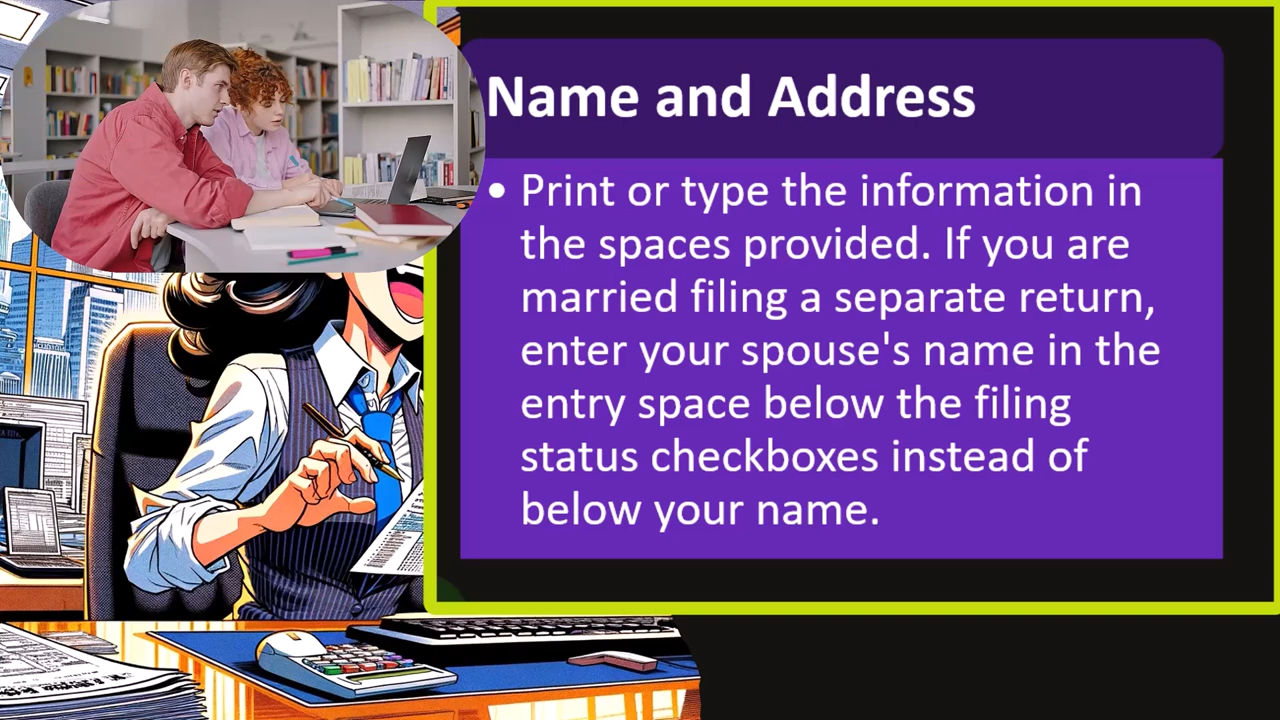 Name and Address
• Print or type the information in
the spaces provided. If you are
married filing a separate return,
enter your spouse's name in the
entry space below the filing
status checkboxes instead of
below your name.